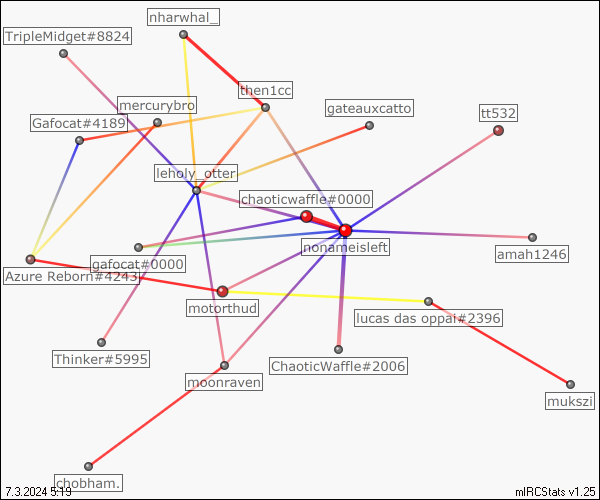 nharwhal_
TripleMidget#8824
then1cc
mercurybro
gateauxcatto
tt532
Gafocat#4189
leholy_otter
chaoticwaffle#0000
nonameisleft
amah1246
gafocat#0000
Azure Reborn#4243
motorthud
lucas das oppai#2396
Thinker#5995
ChaoticWaffle#2006
moonraven
mukszi
chobham.
7.3.2024 5:19
mIRCStats v1.25